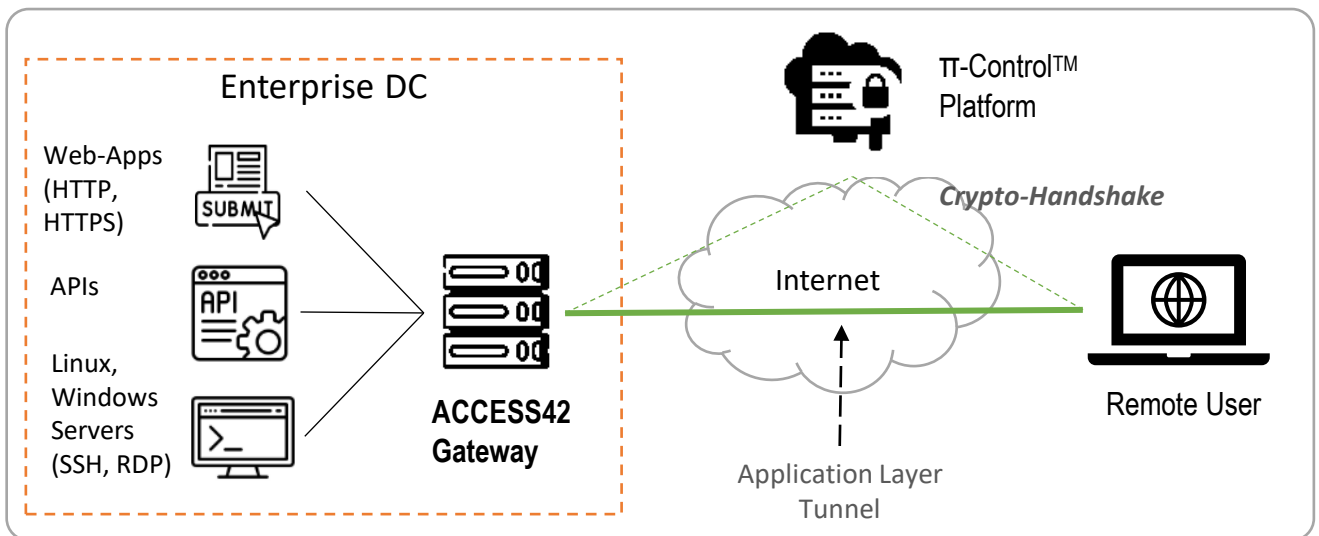 Enterprise DC
Web-Apps
(HTTP,
HTTPS)
SUBMIT
APIs
API
Linux,
Windows
Servers
(SSH, RDP)
>_
ACCESS42
Gateway
π-Control™
Platform
Crypto-Handshake
Internet
Application Layer
Tunnel
Remote User